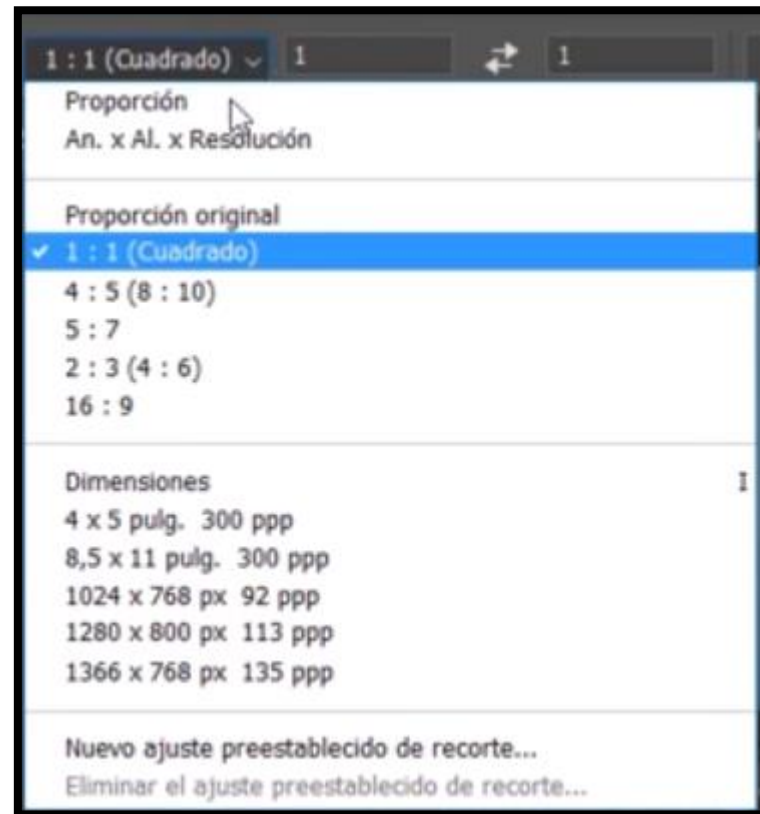 1 : 1 (Cuadrado) 1 1
Proporción
An. x Al. x Resolución
Proporción original
1 : 1 (Cuadrado)
4 : 5 (8 : 10)
5 : 7
2 : 3 (4 : 6)
16 : 9
Dimensiones
4 x 5 pulg. 300 ppp
8,5 x 11 pulg. 300 ppp
1024 x 768 px 92 ppp
1280 x 800 px 113 ppp
1366 x 768 px 135 ppp
Nuevo ajuste preestablecido de recorte...
Eliminar el ajuste preestablecido de recorte...